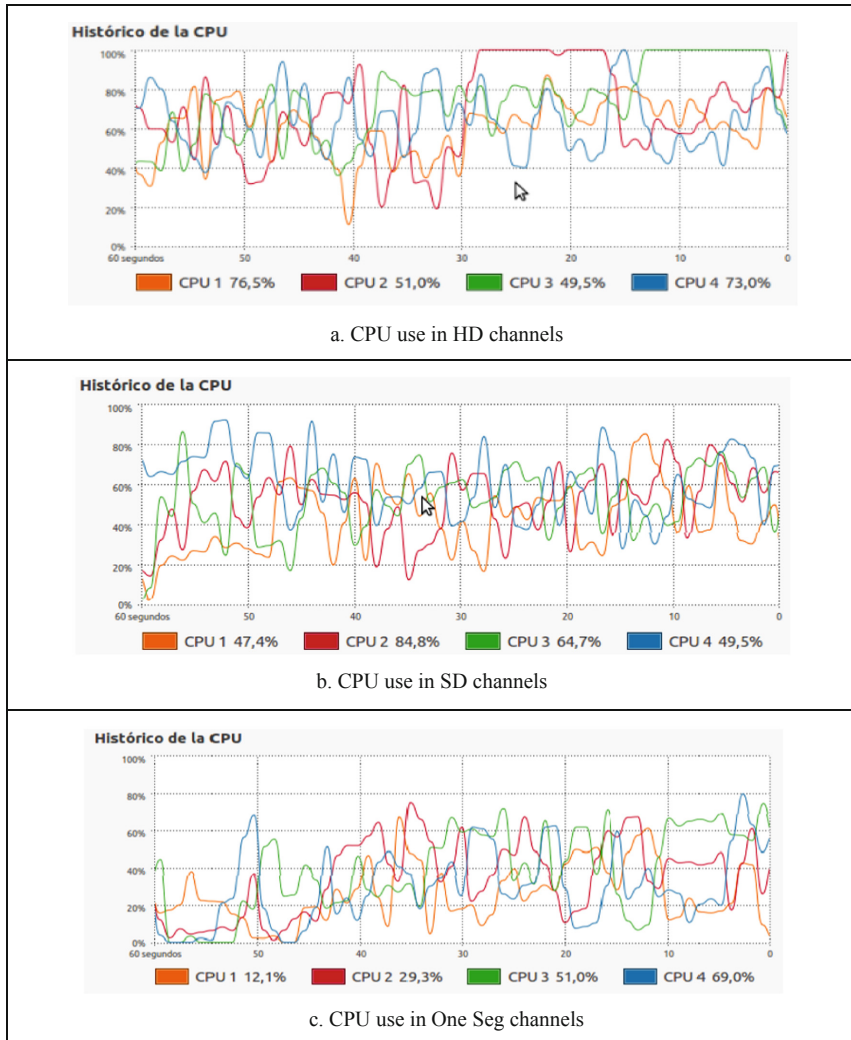 Histórico de la CPU
100%
80%
60%
40%
20%
0%
60 segundos 50 40 30 20 10 0
CPU 1 76,5% CPU 2 51,0% CPU 3 49,5% CPU 4 73,0%
a. CPU use in HD channels
Histórico de la CPU
100%
80%
60%
40%
20%
0%
60 segundos 50 40 30 20 10 0
CPU 1 47,4% CPU 2 84,8% CPU 3 64,7% CPU 4 49,5%
b. CPU use in SD channels
Histórico de la CPU
100%
80%
60%
40%
20%
0%
60 segundos 50 40 30 20 10 0
CPU 1 12,1% CPU 2 29,3% CPU 3 51,0% CPU 4 69,0%
c. CPU use in One Seg channels